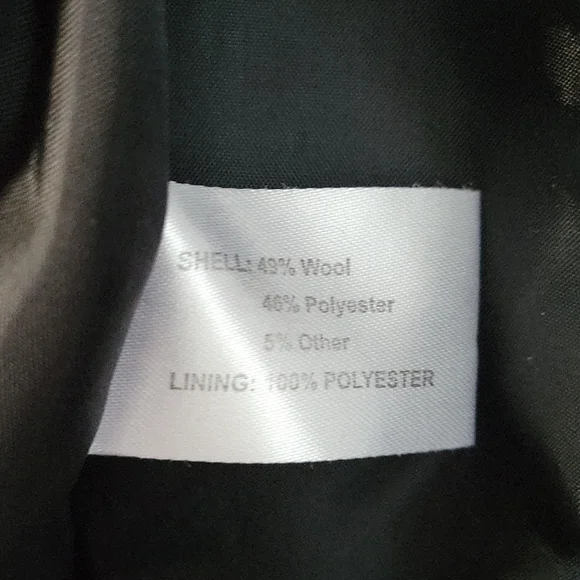 SHELL: 49% Wool
46% Polyester
5% Other
LINING: 100% POLYESTER